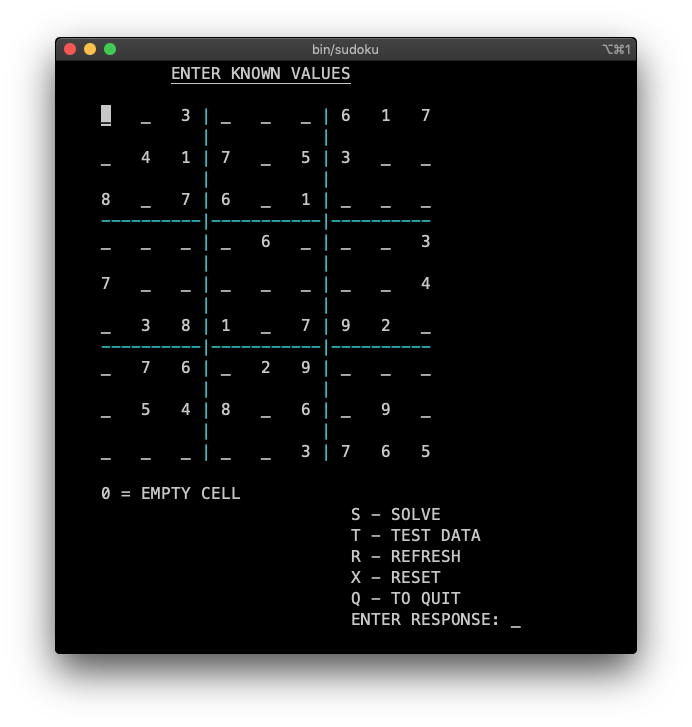 bin/sudoku ⌥⌘1
ENTER KNOWN VALUES
_ _ 3 | _ _ _ | 6 1 7
_ 4 1 | 7 _ 5 | 3 _ _
8 _ 7 | 6 _ 1 | _ _ _
----------|-----------|----------
_ _ _ | _ 6 _ | _ _ 3
7 _ _ | _ _ _ | _ _ 4
_ 3 8 | 1 _ 7 | 9 2 _
----------|-----------|----------
_ 7 6 | _ 2 9 | _ _ _
_ 5 4 | 8 _ 6 | _ 9 _
_ _ _ | _ _ 3 | 7 6 5
0 = EMPTY CELL
S - SOLVE
T - TEST DATA
R - REFRESH
X - RESET
Q - TO QUIT
ENTER RESPONSE: _